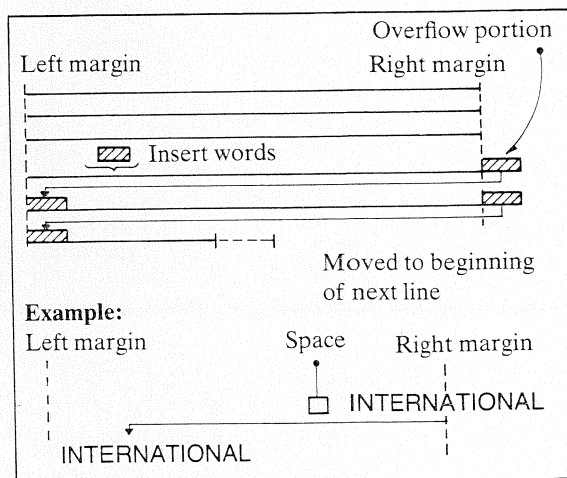 Overflow portion
Left margin
Right margin
Insert words
Moved to beginning
of next line
Example:
Left margin
Space
Right margin
INTERNATIONAL
INTERNATIONAL